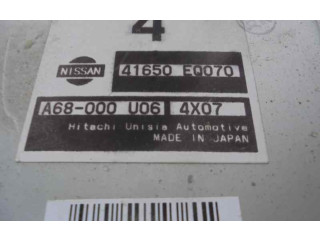 4
NISSAN 41650 EQ070
A68-000 U06 4X07
Hitachi Unisia Automotive
MADE IN JAPAN